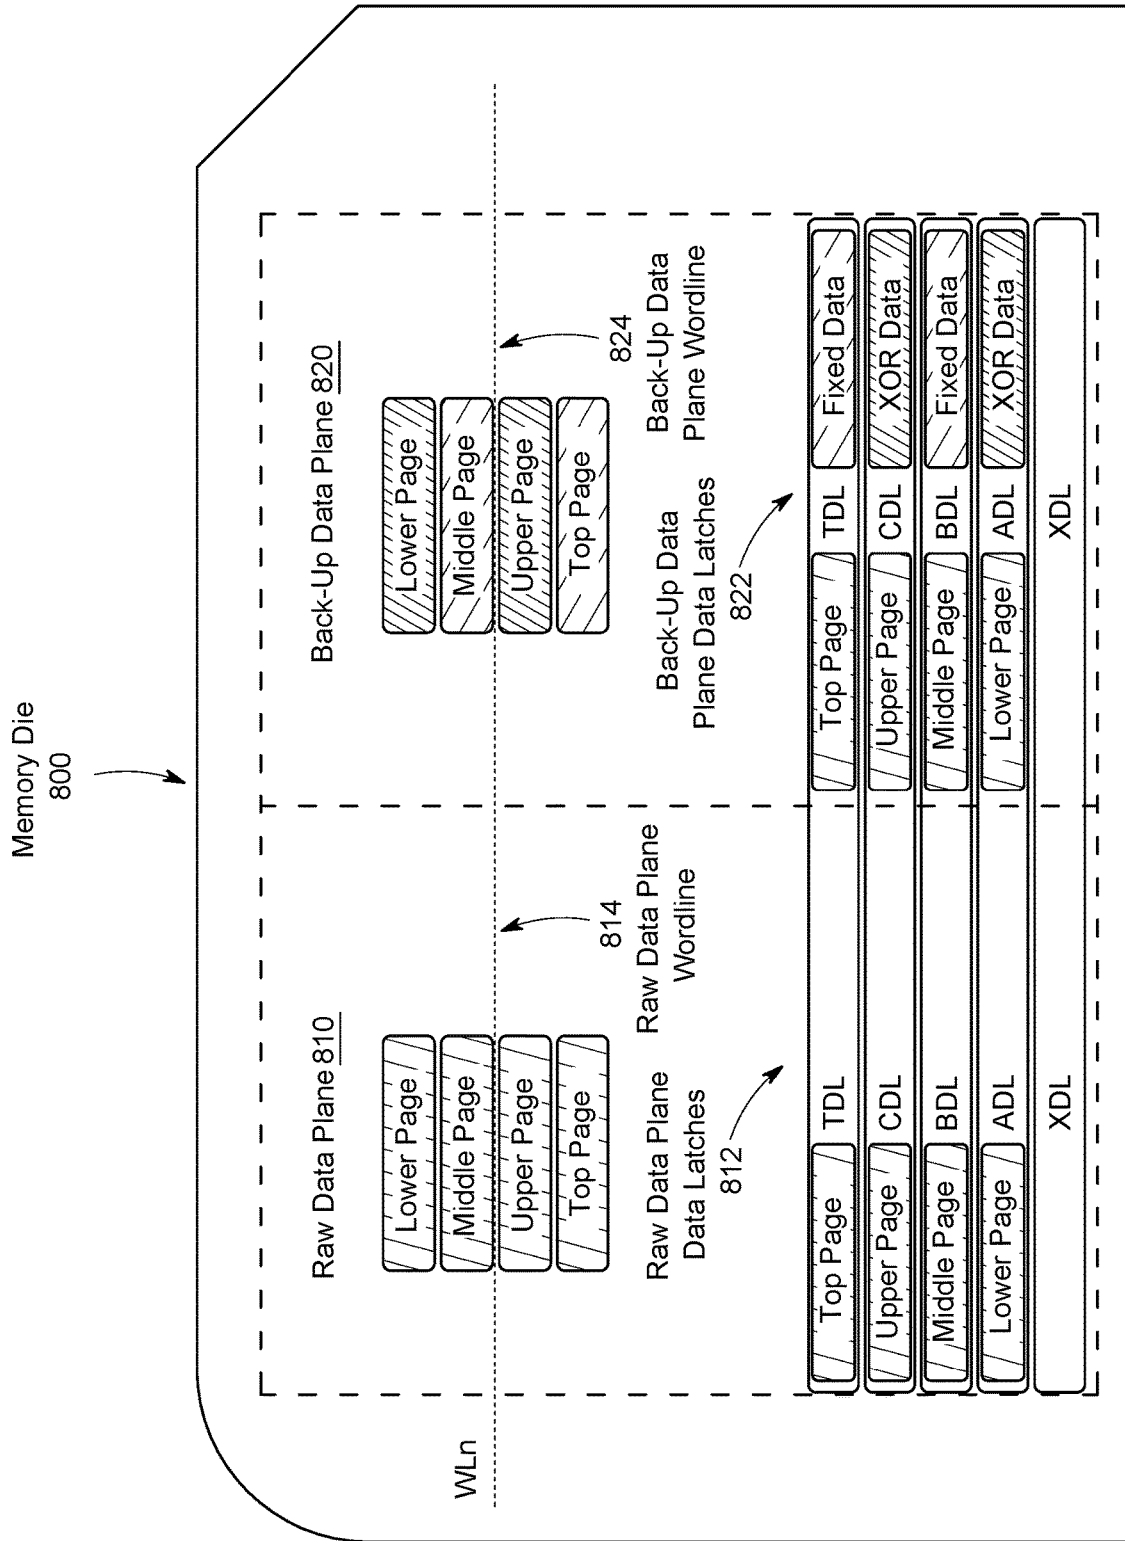 Memory Die
800
Raw Data Plane 810
Back-Up Data Plane 820
WLn
Lower Page
Middle Page
Upper Page
Top Page
Lower Page
Middle Page
Upper Page
Top Page
814
Raw Data Plane
Wordline
824
Back-Up Data
Plane Wordline
Raw Data Plane
Data Latches
812
Back-Up Data
Plane Data Latches
822
Top Page TDL Top Page TDL Fixed Data
Upper Page CDL Upper Page CDL XOR Data
Middle Page BDL Middle Page BDL Fixed Data
Lower Page ADL Lower Page ADL XOR Data
XDL XDL